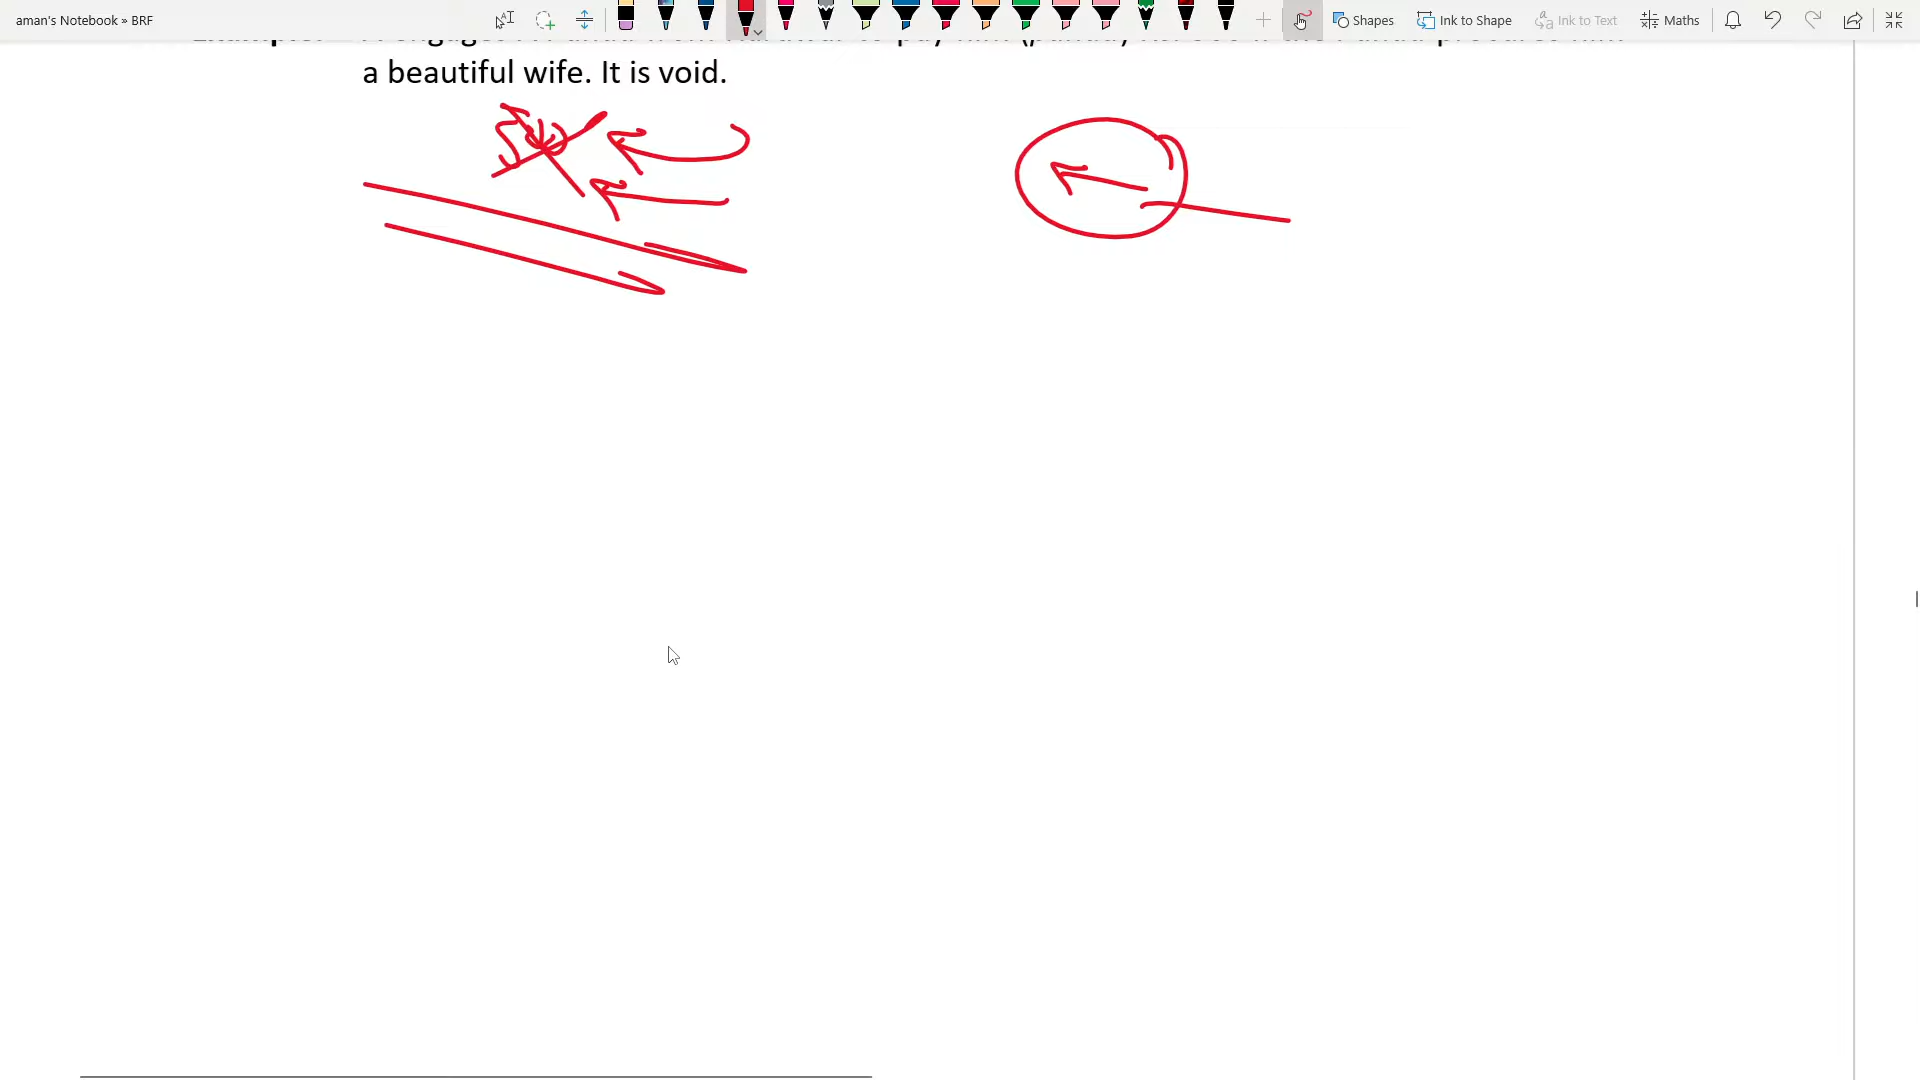 aman's Notebook » BRF
Shapes
Ink to Shape
Ink to Text
Maths
a beautiful wife. It is void.